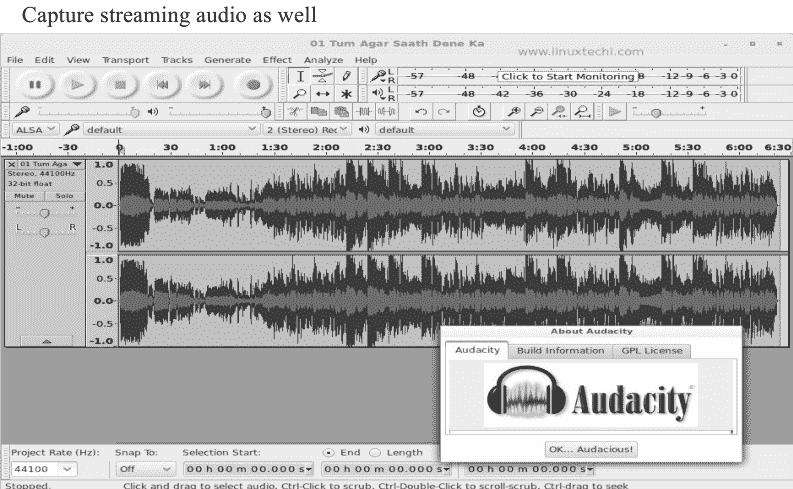 Capture streaming audio as well
01 Tum Agar Saath Dene Ka
www.linuxtechi.com
File Edit View Transport Tracks Generate Effect Analyze Help
L R -57 -48 Click to Start Monitoring 8 -12 -9 -6 -3 0
L R -57 -48 -42 -36 -30 -24 -18 -12 -9 -6 -3 0
ALSA default 2 (Stereo) Rec default
-1:00 -30 0 30 1:00 1:30 2:00 2:30 3:00 3:30 4:00 4:30 5:00 5:30 6:00 6:30
01 Tum Aga
Stereo, 44100Hz
32-bit float
Mute Solo
- +
L R
1.0
0.5
0.0
-0.5
-1.0
1.0
0.5
0.0
-0.5
-1.0
About Audacity
Audacity Build Information GPL License
Audacity
OK... Audacious!
Project Rate (Hz): Snap To: Selection Start: End Length
44100 Off 00 h 00 m 00.000 s 00 h 00 m 00.000 s 00 h 00 m 00.000 s
Stopped. Click and drag to select audio, Ctrl-Click to scrub, Ctrl-Double-Click to scroll-scrub, Ctrl-drag to seek